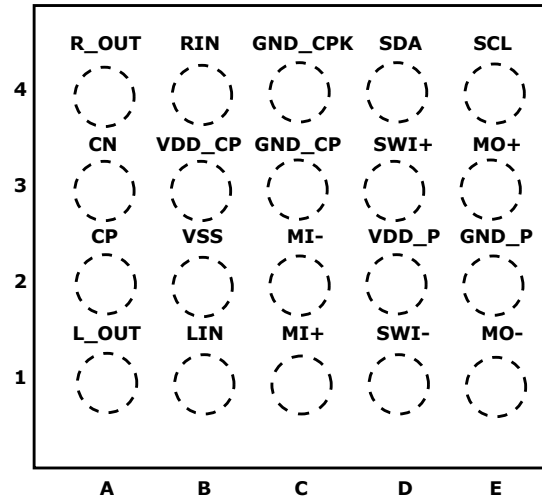 R_OUT RIN GND_CPK SDA SCL
4
CN VDD_CP GND_CP SWI+ MO+
3
CP VSS MI- VDD_P GND_P
2
L_OUT LIN MI+ SWI- MO-
1
A B C D E